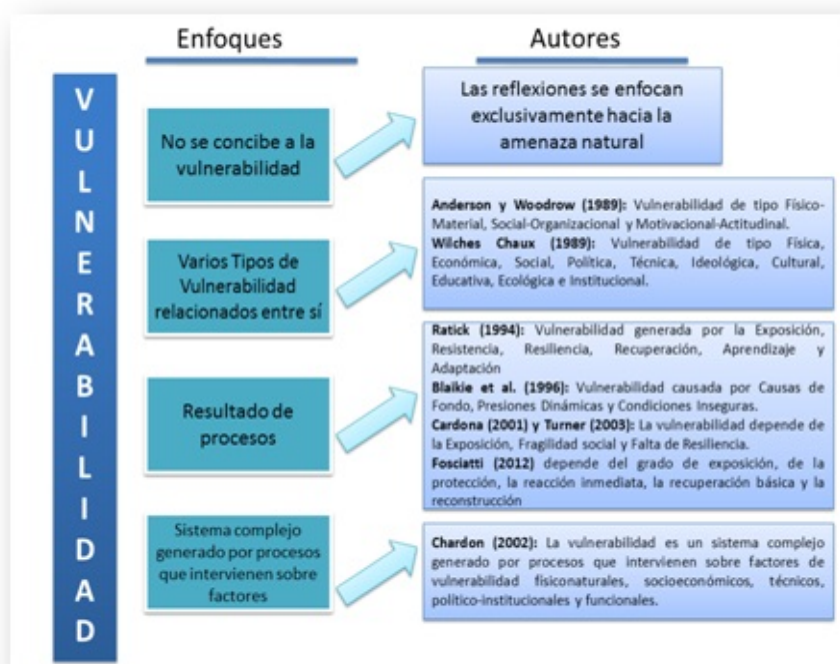 Enfoques
Autores
VULNERABILIDAD
No se concibe a la
vulnerabilidad
Las reflexiones se enfocan
exclusivamente hacia la
amenaza natural
Varios Tipos de
Vulnerabilidad
relacionados entre sí
Anderson y Woodrow (1989): Vulnerabilidad de tipo Físico-
Material, Social-Organizacional y Motivacional-Actitudinal.
Wilches Chaux (1989): Vulnerabilidad de tipo Física,
Económica, Social, Política, Técnica, Ideológica, Cultural,
Educativa, Ecológica e Institucional.
Resultado de
procesos
Ratick (1994): Vulnerabilidad generada por la Exposición,
Resistencia, Resiliencia, Recuperación, Aprendizaje y
Adaptación
Blaikie et al. (1996): Vulnerabilidad causada por Causas de
Fondo, Presiones Dinámicas y Condiciones Inseguras.
Cardona (2001) y Turner (2003): La vulnerabilidad depende de
la Exposición, Fragilidad social y Falta de Resiliencia.
Fosciatti (2012) depende del grado de exposición, de la
protección, la reacción inmediata, la recuperación básica y la
reconstrucción
Sistema complejo
generado por procesos
que intervienen sobre
factores
Chardon (2002): La vulnerabilidad es un sistema complejo
generado por procesos que intervienen sobre factores de
vulnerabilidad fisiconaturales, socioeconómicos, técnicos,
político-institucionales y funcionales.